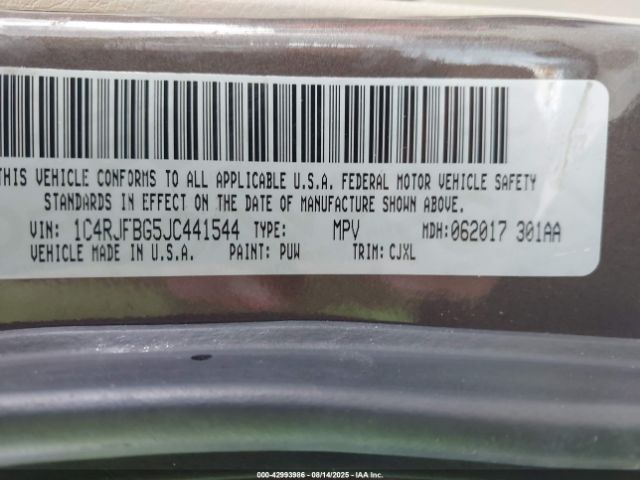 THIS VEHICLE CONFORMS TO ALL APPLICABLE U.S.A. FEDERAL MOTOR VEHICLE SAFETY
STANDARDS IN EFFECT ON THE DATE OF MANUFACTURE SHOWN ABOVE.
VIN: 1C4RJFBG5JC441544 TYPE: MPV MDH:062017 301AA
VEHICLE MADE IN U.S.A. PAINT: PUW TRIM: CJXL
000-42993986 - 08/14/2025 - IAA Inc.